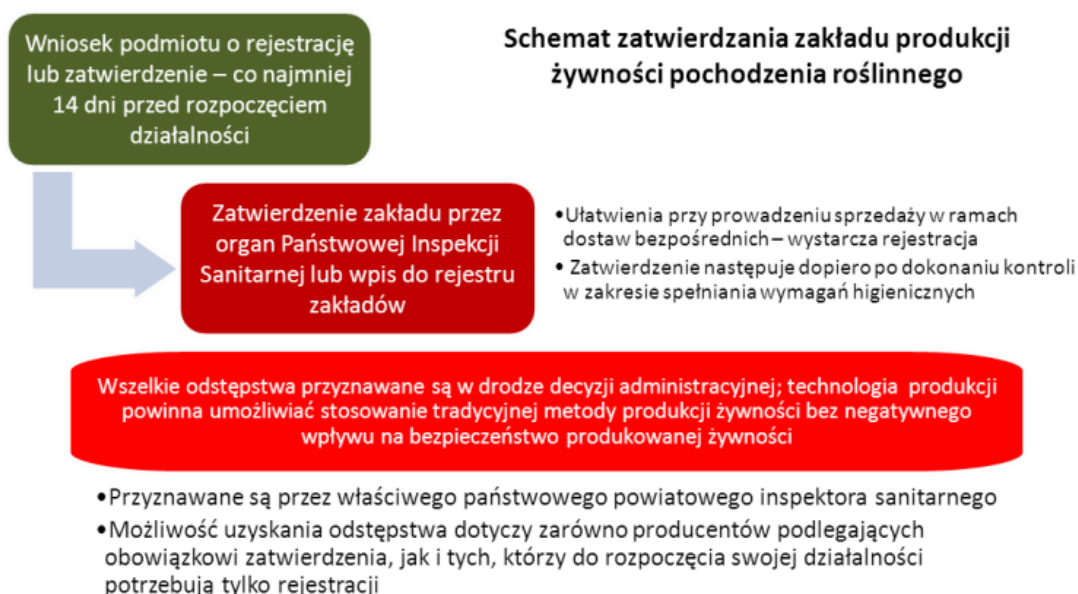 Wniosek podmiotu o rejestrację
lub zatwierdzenie – co najmniej
14 dni przed rozpoczęciem
działalności
Schemat zatwierdzania zakładu produkcji
żywności pochodzenia roślinnego
Zatwierdzenie zakładu przez
organ Państwowej Inspekcji
Sanitarnej lub wpis do rejestru
zakładów
•Ułatwienia przy prowadzeniu sprzedaży w ramach
dostaw bezpośrednich – wystarcza rejestracja
• Zatwierdzenie następuje dopiero po dokonaniu kontroli
w zakresie spełniania wymagań higienicznych
Wszelkie odstępstwa przyznawane są w drodze decyzji administracyjnej; technologia produkcji
powinna umożliwiać stosowanie tradycyjnej metody produkcji żywności bez negatywnego
wpływu na bezpieczeństwo produkowanej żywności
•Przyznawane są przez właściwego państwowego powiatowego inspektora sanitarnego
•Możliwość uzyskania odstępstwa dotyczy zarówno producentów podlegających
obowiązkowi zatwierdzenia, jak i tych, którzy do rozpoczęcia swojej działalności
potrzebują tylko rejestracji